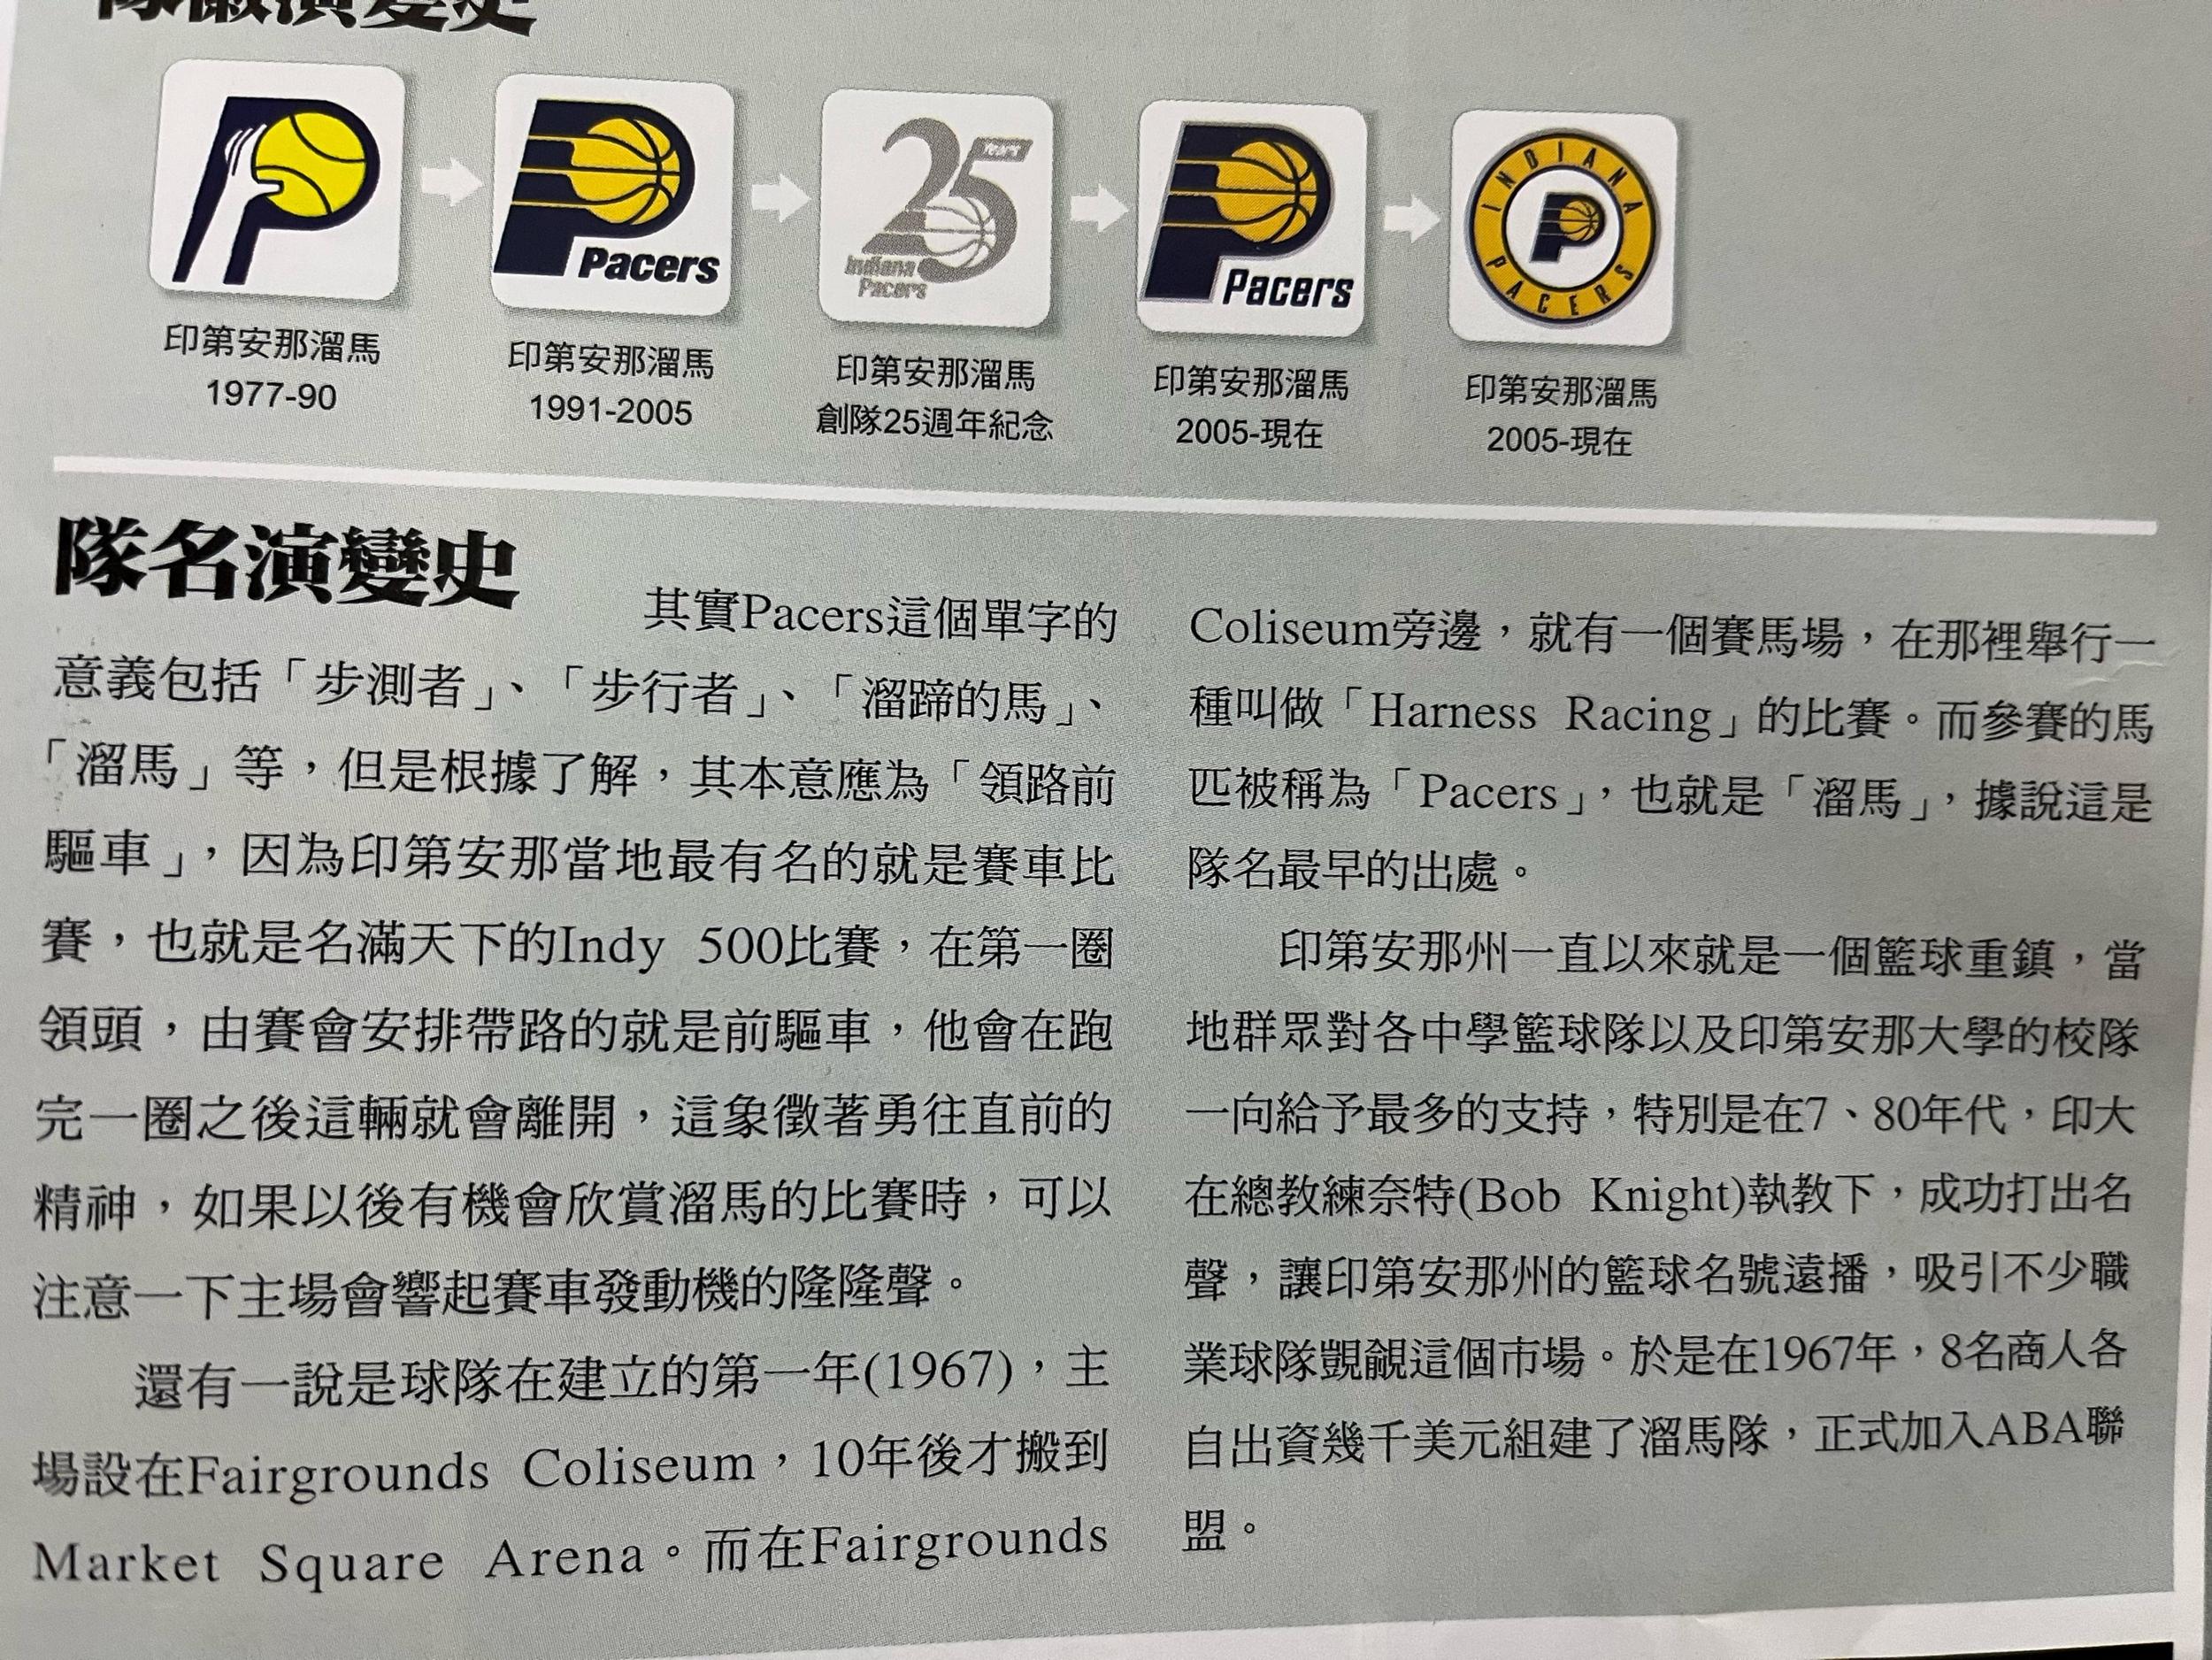 隊徽演變史
Pacers
25
Years
Indiana
Pacers
Pacers
INDIANA
PACERS
印第安那溜馬
1977-90
印第安那溜馬
1991-2005
印第安那溜馬
創隊25週年紀念
印第安那溜馬
2005-現在
印第安那溜馬
2005-現在
隊名演變史
其實Pacers這個單字的
意義包括「步測者」、「步行者」、「溜蹄的馬」、
「溜馬」等，但是根據了解，其本意應為「領路前
驅車」，因為印第安那當地最有名的就是賽車比
賽，也就是名滿天下的Indy 500比賽，在第一圈
領頭，由賽會安排帶路的就是前驅車，他會在跑
完一圈之後這輛就會離開，這象徵著勇往直前的
精神，如果以後有機會欣賞溜馬的比賽時，可以
注意一下主場會響起賽車發動機的隆隆聲。
還有一說是球隊在建立的第一年(1967)，主
場設在Fairgrounds Coliseum，10年後才搬到
Market Square Arena。而在Fairgrounds
Coliseum旁邊，就有一個賽馬場，在那裡舉行一
種叫做「Harness Racing」的比賽。而參賽的馬
匹被稱為「Pacers」，也就是「溜馬」，據說這是
隊名最早的出處。
印第安那州一直以來就是一個籃球重鎮，當
地群眾對各中學籃球隊以及印第安那大學的校隊
一向給予最多的支持，特別是在7、80年代，印大
在總教練奈特(Bob Knight)執教下，成功打出名
聲，讓印第安那州的籃球名號遠播，吸引不少職
業球隊覬覦這個市場。於是在1967年，8名商人各
自出資幾千美元組建了溜馬隊，正式加入ABA聯
盟。